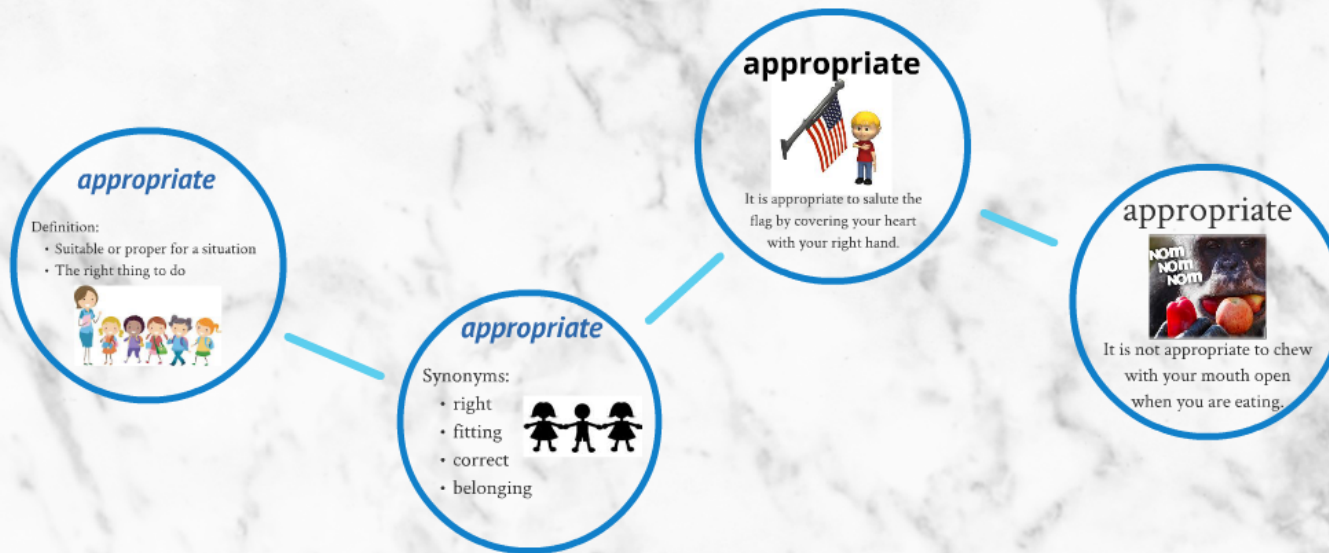 appropriate
Definition:
• Suitable or proper for a situation
• The right thing to do
appropriate
Synonyms:
• right
• fitting
• correct
• belonging
appropriate
It is appropriate to salute the
flag by covering your heart
with your right hand.
appropriate
NOM
NOM
NOM
It is not appropriate to chew
with your mouth open
when you are eating.